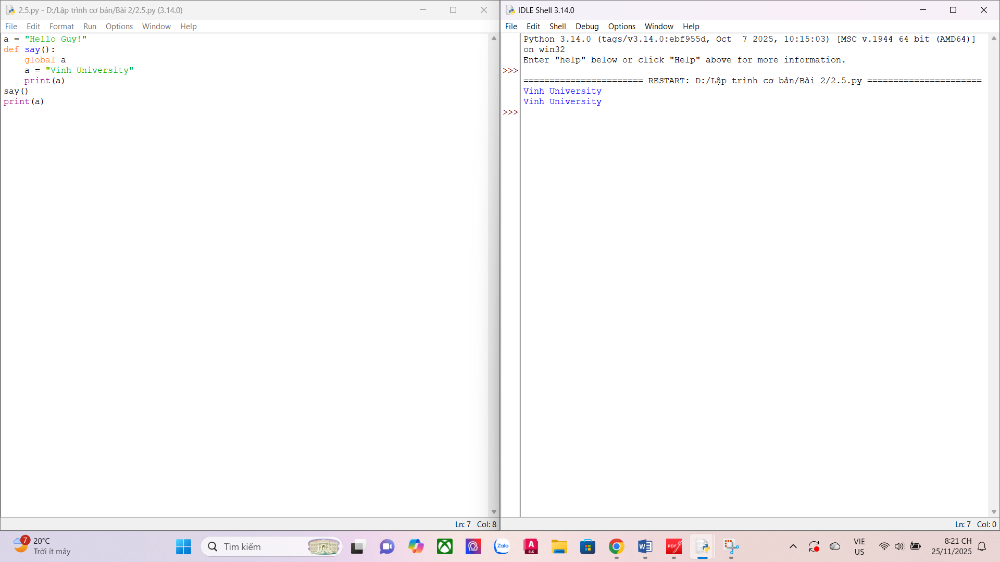 2.5.py - D:/Lập trình cơ bản/Bài 2/2.5.py (3.14.0)
File Edit Format Run Options Window Help
a = "Hello Guy!"
def say():
    global a
    a = "Vinh University"
    print(a)
say()
print(a)
Ln: 7 Col: 8
IDLE Shell 3.14.0
File Edit Shell Debug Options Window Help
Python 3.14.0 (tags/v3.14.0:ebf955d, Oct  7 2025, 10:15:03) [MSC v.1944 64 bit (AMD64)]
on win32
Enter "help" below or click "Help" above for more information.
>>>
======================= RESTART: D:/Lập trình cơ bản/Bài 2/2.5.py ======================
Vinh University
Vinh University
>>>
Ln: 7 Col: 0
7
20°C
Trời ít mây
Tìm kiếm
Zalo
A
ELC
W
PDF
VIE
US
8:21 CH
25/11/2025